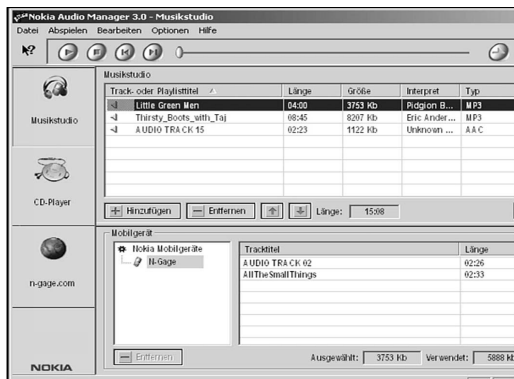 Nokia Audio Manager 3.0 - Musikstudio
Datei Abspielen Bearbeiten Optionen Hilfe
Musikstudio
Track- oder Playlisttitel Länge Größe Interpret Typ
Little Green Men 04:00 3753 Kb Pidgion B... MP3
Thirsty_Boots_with_Taj 08:45 8207 Kb Eric Ander... MP3
AUDIO TRACK 15 02:23 1122 Kb Unknown ... AAC
Musikstudio
CD-Player
n-gage.com
NOKIA
Hinzufügen Entfernen Länge: 15:08
Mobilgerät
Nokia Mobilgeräte
N-Gage
Tracktitel Länge
AUDIO TRACK 02 02:26
AllTheSmallThings 02:33
Entfernen Ausgewählt: 3753 Kb Verwendet: 5888 kb